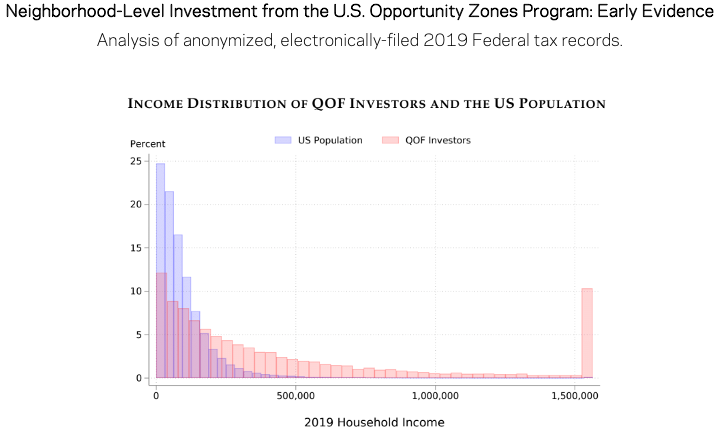 Neighborhood-Level Investment from the U.S. Opportunity Zones Program: Early Evidence
Analysis of anonymized, electronically-filed 2019 Federal tax records.
INCOME DISTRIBUTION OF QOF INVESTORS AND THE US POPULATION
Percent
US Population QOF Investors
25
20
15
10
5
0
0 500,000 1,000,000 1,500,000
2019 Household Income